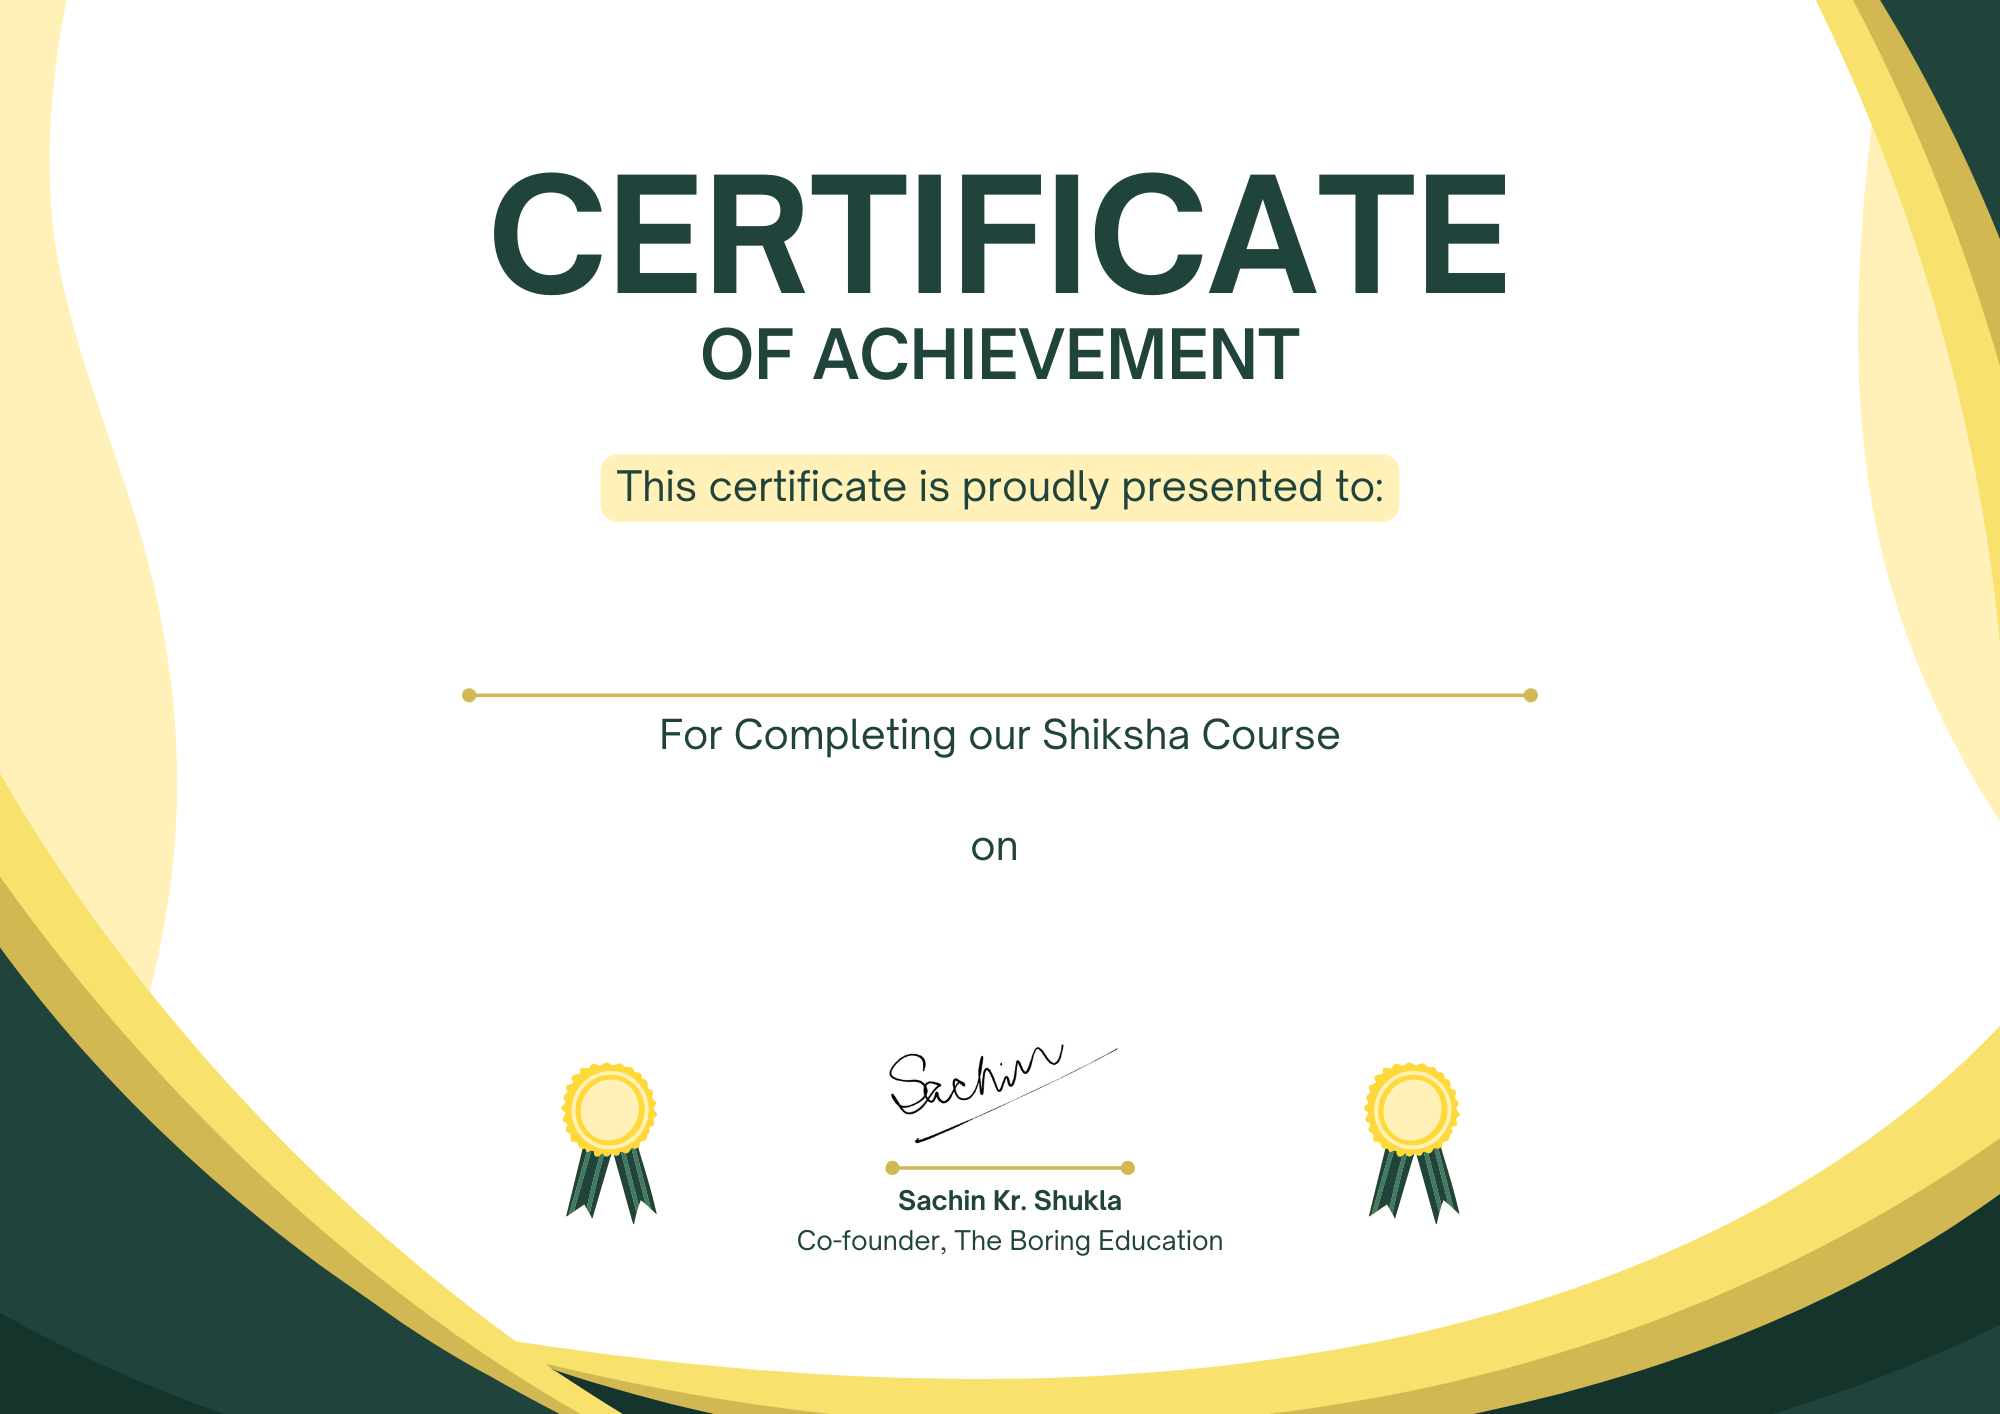 CERTIFICATE
OF ACHIEVEMENT
This certificate is proudly presented to:
For Completing our Shiksha Course
on
Sachin
Sachin Kr. Shukla
Co-founder, The Boring Education